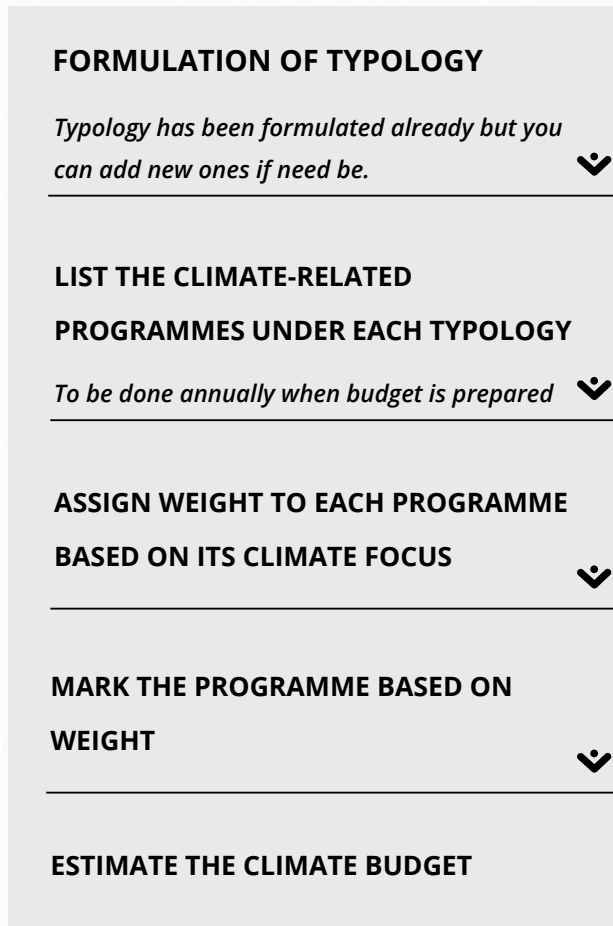 FORMULATION OF TYPOLOGY
Typology has been formulated already but you
can add new ones if need be.
LIST THE CLIMATE-RELATED
PROGRAMMES UNDER EACH TYPOLOGY
To be done annually when budget is prepared
ASSIGN WEIGHT TO EACH PROGRAMME
BASED ON ITS CLIMATE FOCUS
MARK THE PROGRAMME BASED ON
WEIGHT
ESTIMATE THE CLIMATE BUDGET